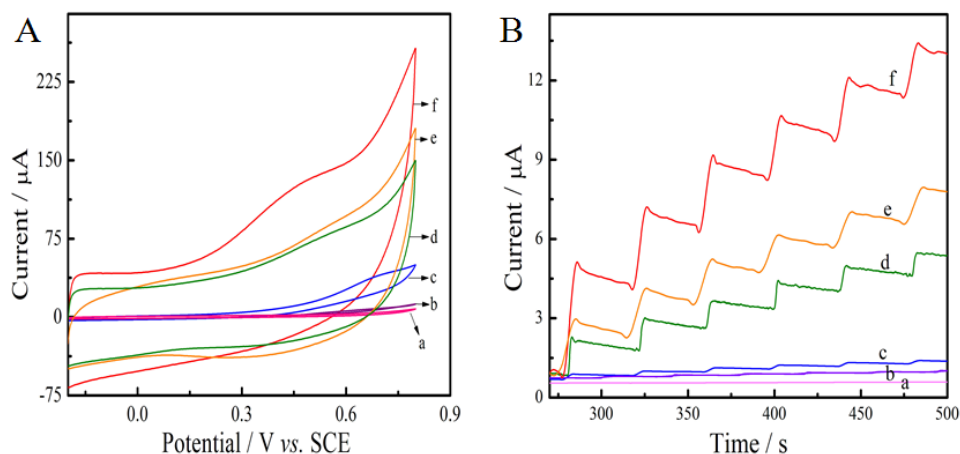 A
225
150
75
0
-75
Current / μA
0.0 0.3 0.6 0.9
Potential / V vs. SCE
f
e
d
c
b
a
B
12
9
6
3
0
Current / μA
300 350 400 450 500
Time / s
f
e
d
c
b
a